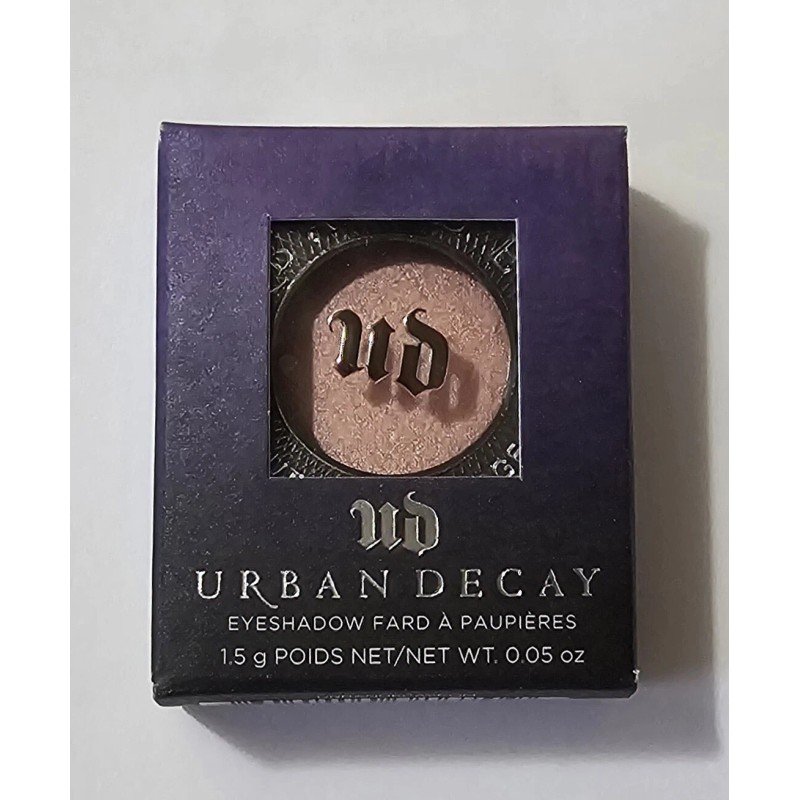 ud
ud
URBAN DECAY
EYESHADOW FARD À PAUPIÈRES
1.5 g POIDS NET/NET WT. 0.05 oz